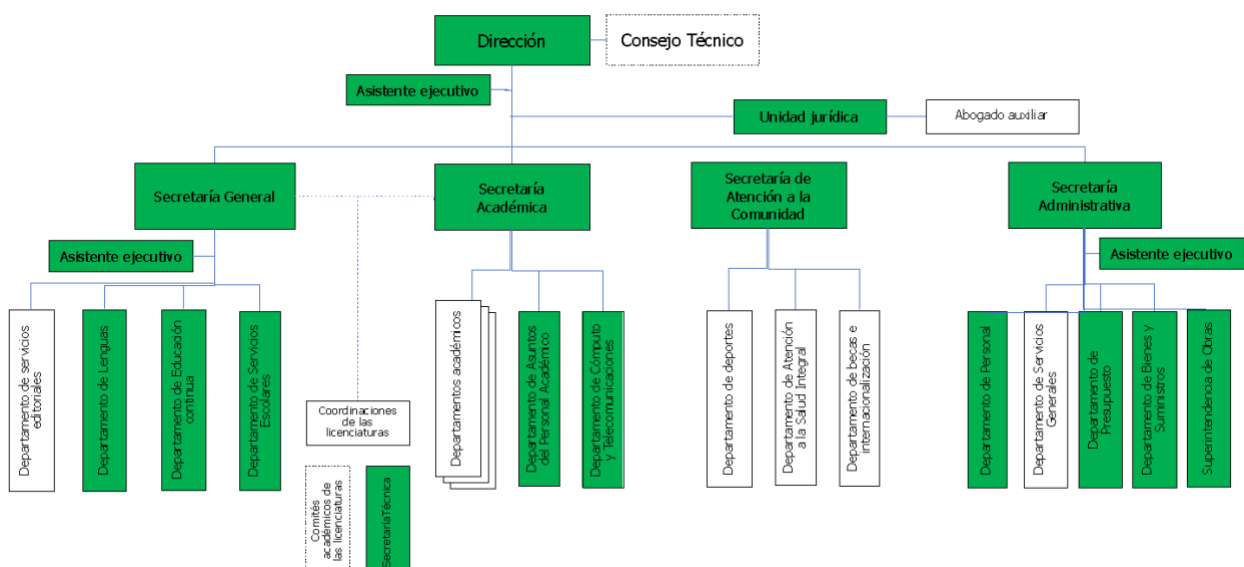 Dirección
Consejo Técnico
Asistente ejecutivo
Unidad jurídica
Abogado auxiliar
Secretaría General
Secretaría
Académica
Secretaría de
Atención a la
Comunidad
Secretaría
Administrativa
Asistente ejecutivo
Asistente ejecutivo
Departamento de servicios
editoriales
Departamento de Lenguas
Departamento de Educación
continua
Departamento de Servicios
Escolares
Coordinaciones
de las
licenciaturas
Comités
académicos de
las licenciaturas
SecretaríaTécnica
Departamentos académicos
Departamento de Asuntos
del Personal Académico
Departamento de Cómputo
y Telecomunicaciones
Departamento de deportes
Departamento de Atención
a la Salud Integral
Departamento de becas e
internacionalización
Departamento de Personal
Departamento de Servicios
Generales
Departamento de
Presupuesto
Departamento de Bienes y
Suministros
Superintendencia de Obras